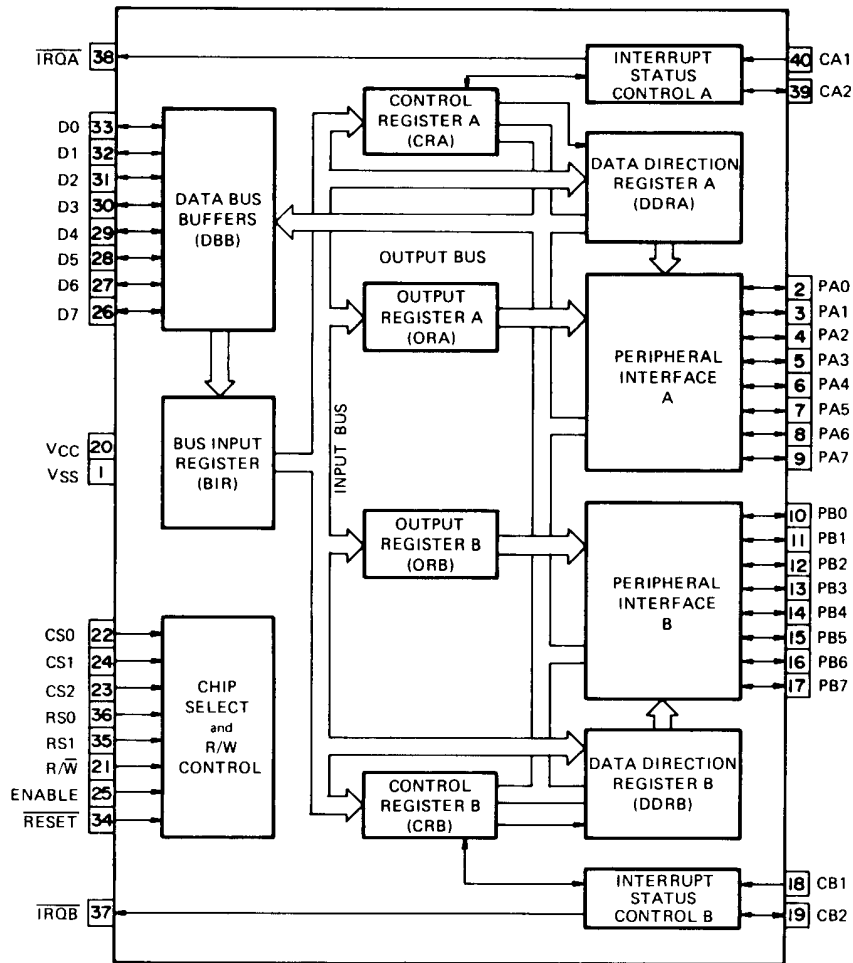 IRQA 38
D0 33
D1 32
D2 31
D3 30
D4 29
D5 28
D6 27
D7 26
VCC 20
VSS 1
CS0 22
CS1 24
CS2 23
RS0 36
RS1 35
R/W 21
ENABLE 25
RESET 34
IRQB 37
DATA BUS
BUFFERS
(DBB)
BUS INPUT
REGISTER
(BIR)
CHIP
SELECT
and
R/W
CONTROL
INPUT BUS
CONTROL
REGISTER A
(CRA)
OUTPUT BUS
OUTPUT
REGISTER A
(ORA)
OUTPUT
REGISTER B
(ORB)
CONTROL
REGISTER B
(CRB)
INTERRUPT
STATUS
CONTROL A
DATA DIRECTION
REGISTER A
(DDRA)
PERIPHERAL
INTERFACE
A
PERIPHERAL
INTERFACE
B
DATA DIRECTION
REGISTER B
(DDRB)
INTERRUPT
STATUS
CONTROL B
40 CA1
39 CA2
2 PA0
3 PA1
4 PA2
5 PA3
6 PA4
7 PA5
8 PA6
9 PA7
10 PB0
11 PB1
12 PB2
13 PB3
14 PB4
15 PB5
16 PB6
17 PB7
18 CB1
19 CB2